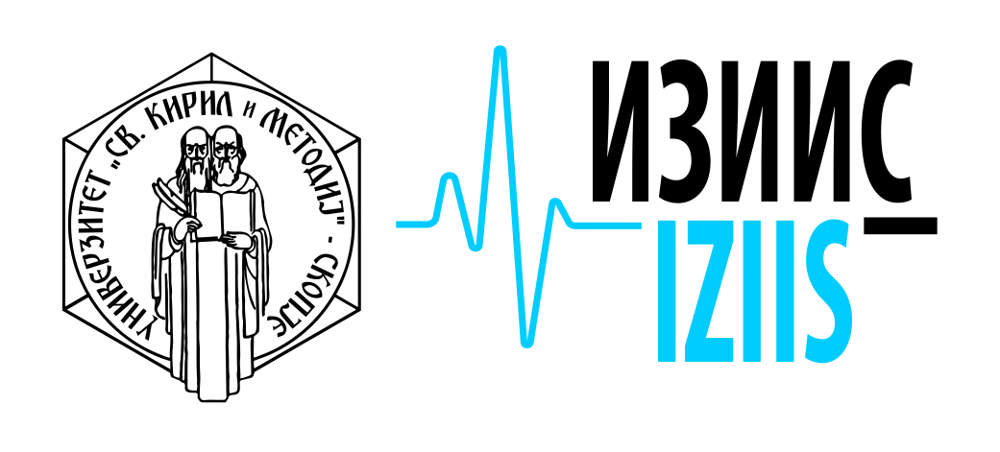 УНИВЕРЗИТЕТ „СВ. КИРИЛ и МЕТОДИЈ" - СКОПЈЕ
ИЗИИС
IZIIS